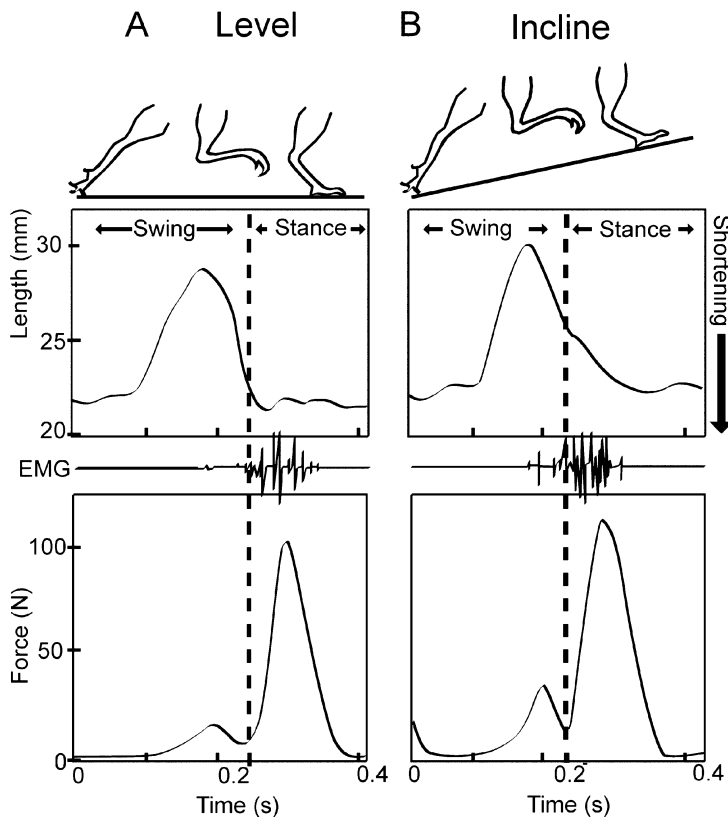 A Level
B Incline
Swing Stance
Swing Stance
Length (mm)
30
25
20
Shortening
EMG
Force (N)
100
50
0
0 0.2 0.4
0 0.2 0.4
Time (s)
Time (s)